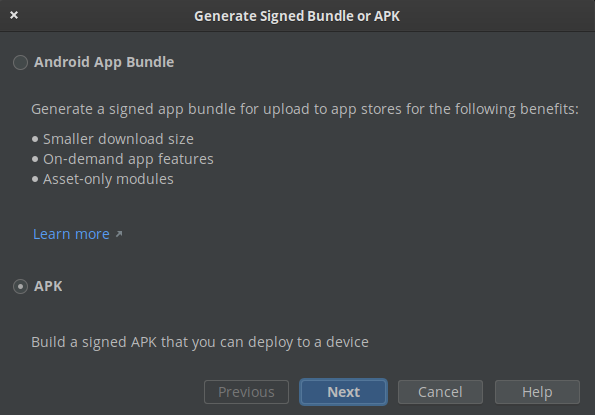 Generate Signed Bundle or APK
Android App Bundle
Generate a signed app bundle for upload to app stores for the following benefits:
• Smaller download size
• On-demand app features
• Asset-only modules
Learn more ↗
APK
Build a signed APK that you can deploy to a device
Previous Next Cancel Help